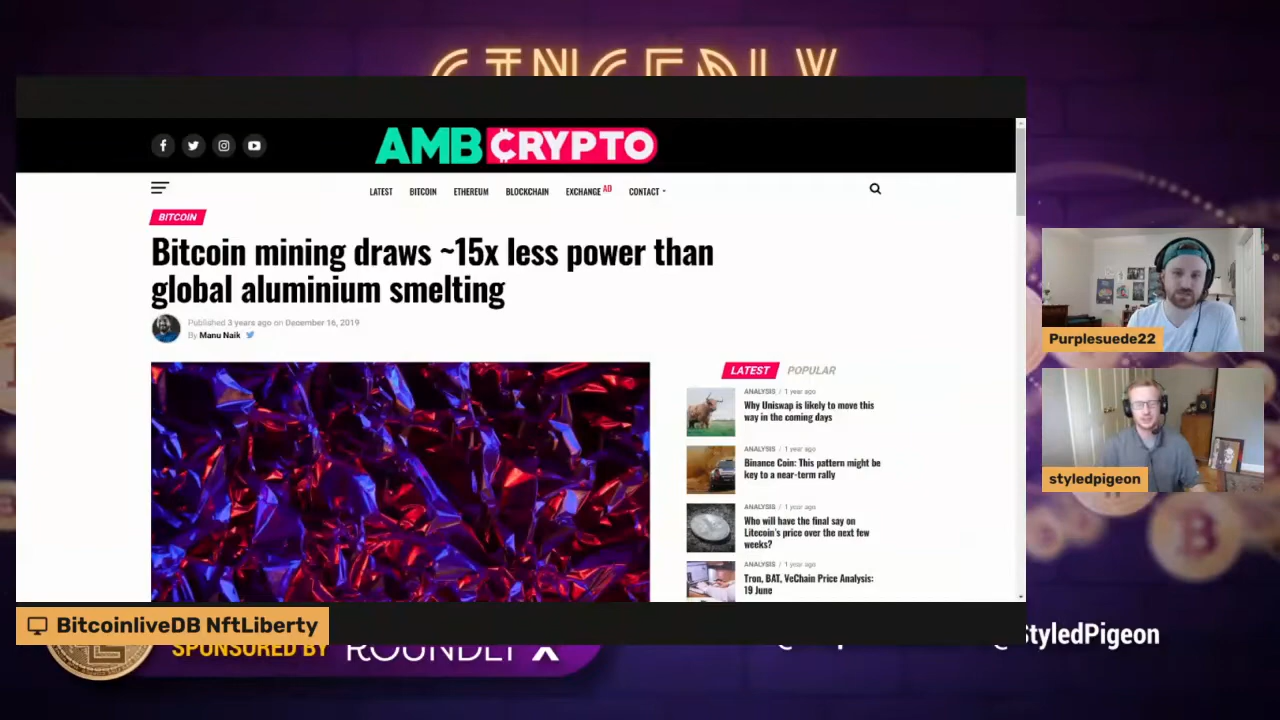 AMBCRYPTO
LATEST
BITCOIN
ETHEREUM
BLOCKCHAIN
EXCHANGE AD
CONTACT
BITCOIN
Bitcoin mining draws ~15x less power than
global aluminium smelting
Published 3 years ago on December 16, 2019
By Manu Naik
LATEST
POPULAR
ANALYSIS / 1 year ago
Why Uniswap is likely to move this
way in the coming days
ANALYSIS / 1 year ago
Binance Coin: This pattern might be
key to a near-term rally
ANALYSIS / 1 year ago
Who will have the final say on
Litecoin's price over the next few
weeks?
ANALYSIS / 1 year ago
Tron, BAT, VeChain Price Analysis:
19 June
Purplesuede22
styledpigeon
BitcoinliveDB NftLiberty
SPONSORED BY ROUNDLY X
StyledPigeon